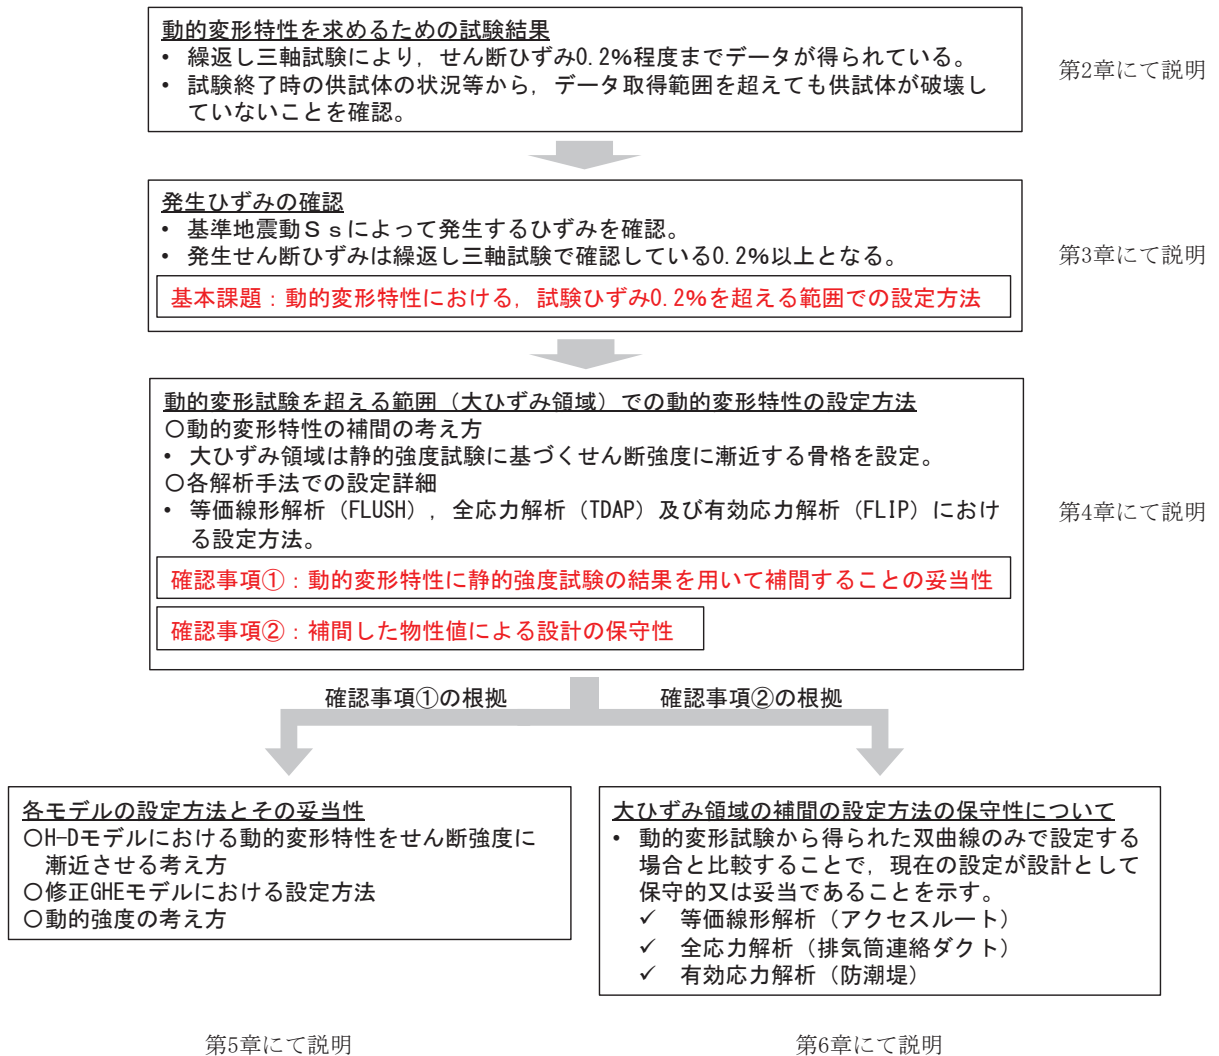 動的変形特性を求めるための試験結果
• 繰返し三軸試験により，せん断ひずみ0.2%程度までデータが得られている。
• 試験終了時の供試体の状況等から，データ取得範囲を超えても供試体が破壊し
ていないことを確認。
第2章にて説明
発生ひずみの確認
• 基準地震動Ｓｓによって発生するひずみを確認。
• 発生せん断ひずみは繰返し三軸試験で確認している0.2%以上となる。
基本課題：動的変形特性における，試験ひずみ0.2%を超える範囲での設定方法
第3章にて説明
動的変形試験を超える範囲（大ひずみ領域）での動的変形特性の設定方法
○動的変形特性の補間の考え方
• 大ひずみ領域は静的強度試験に基づくせん断強度に漸近する骨格を設定。
○各解析手法での設定詳細
• 等価線形解析（FLUSH），全応力解析（TDAP）及び有効応力解析（FLIP）におけ
る設定方法。
確認事項①：動的変形特性に静的強度試験の結果を用いて補間することの妥当性
確認事項②：補間した物性値による設計の保守性
第4章にて説明
確認事項①の根拠
確認事項②の根拠
各モデルの設定方法とその妥当性
○H-Dモデルにおける動的変形特性をせん断強度に
漸近させる考え方
○修正GHEモデルにおける設定方法
○動的強度の考え方
大ひずみ領域の補間の設定方法の保守性について
• 動的変形試験から得られた双曲線のみで設定する
場合と比較することで，現在の設定が設計として
保守的又は妥当であることを示す。
✓ 等価線形解析（アクセスルート）
✓ 全応力解析（排気筒連絡ダクト）
✓ 有効応力解析（防潮堤）
第5章にて説明
第6章にて説明